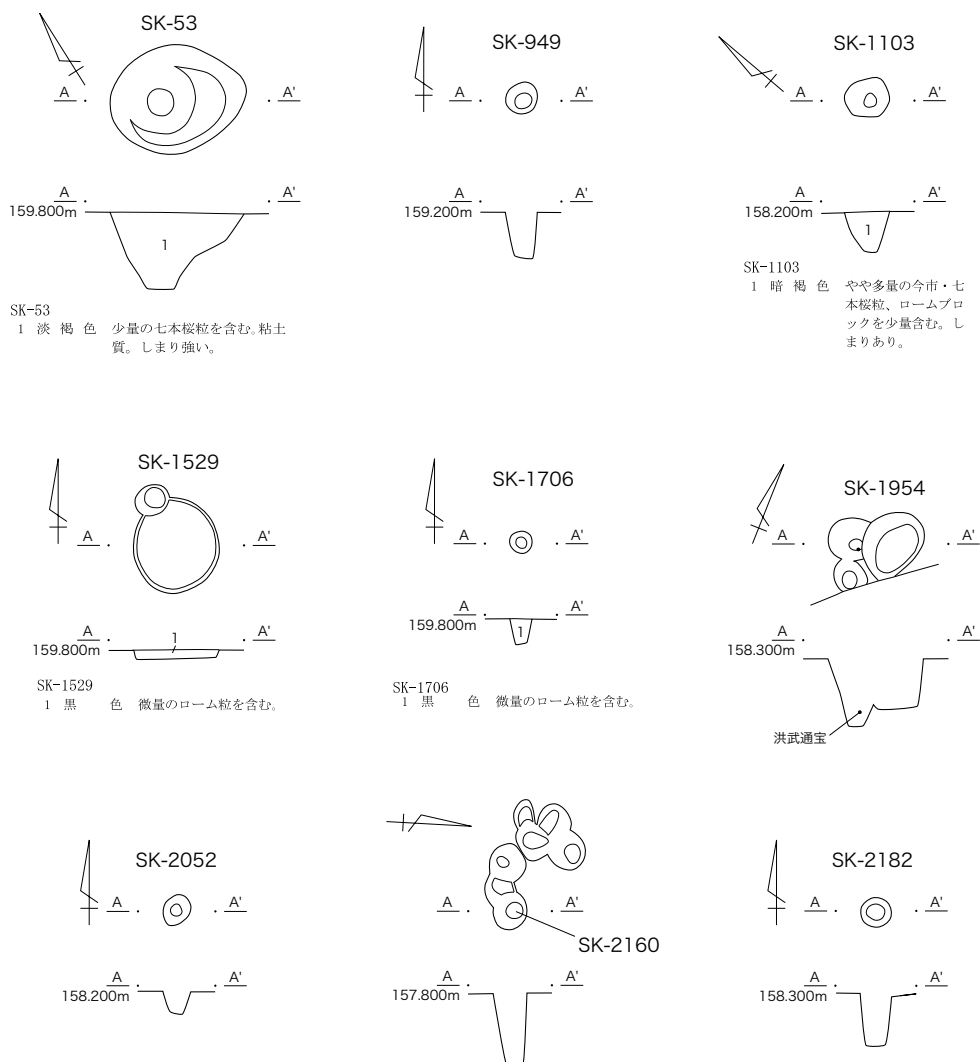 SK-53
A A'
A A'
159.800m
1
SK-53
1 淡 褐 色 少量の七本桜粒を含む。粘土
質。しまり強い。
SK-949
A A'
A A'
159.200m
SK-1103
A A'
A A'
158.200m
1
SK-1103
1 暗 褐 色 やや多量の今市・七
本桜粒、ロームブロ
ックを少量含む。し
まりあり。
SK-1529
A A'
A A'
159.800m
1
SK-1529
1 黒 色 微量のローム粒を含む。
SK-1706
A A'
A A'
159.800m
1
SK-1706
1 黒 色 微量のローム粒を含む。
SK-1954
A A'
A A'
158.300m
洪武通宝
SK-2052
A A'
A A'
158.200m
A A'
SK-2160
A A'
157.800m
SK-2182
A A'
A A'
158.300m